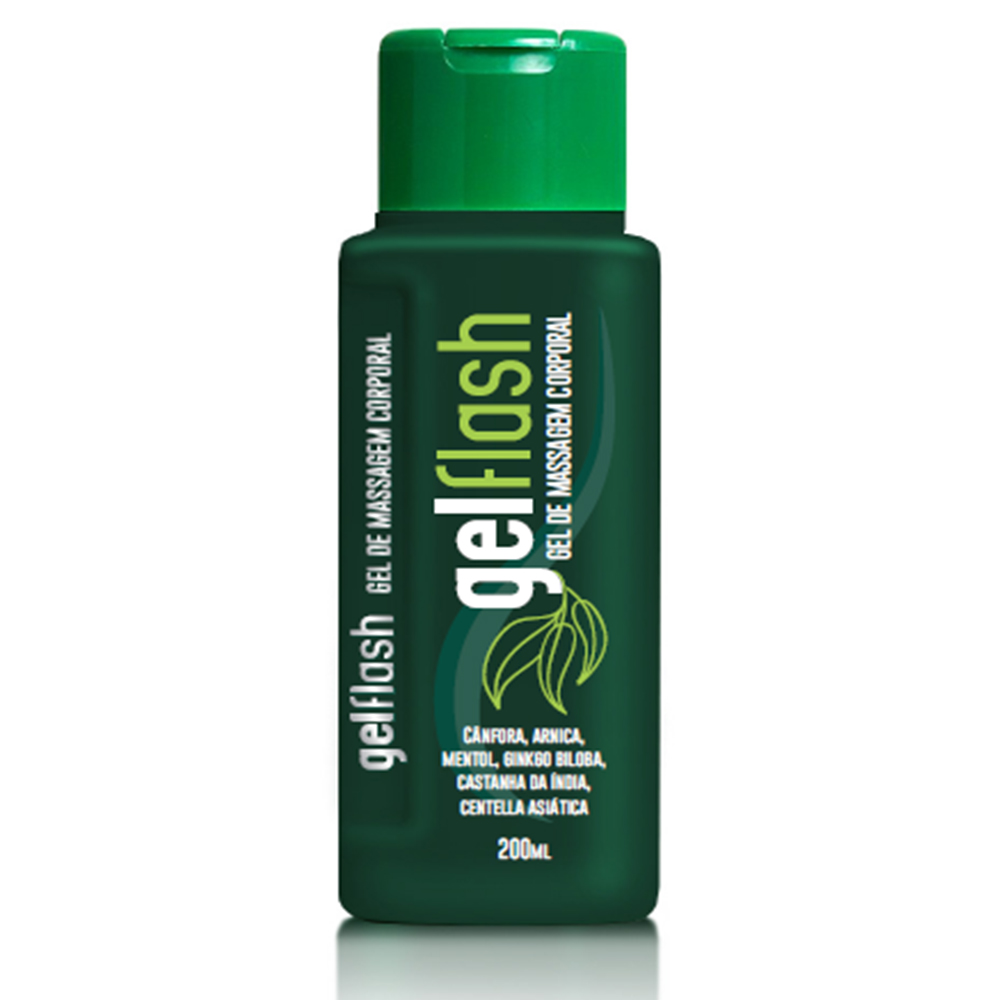 gelflash GEL DE MASSAGEM CORPORAL
gelflash
GEL DE MASSAGEM CORPORAL
CÂNFORA, ARNICA,
MENTOL, GINKGO BILOBA,
CASTANHA DA ÍNDIA,
CENTELLA ASIÁTICA
200ML